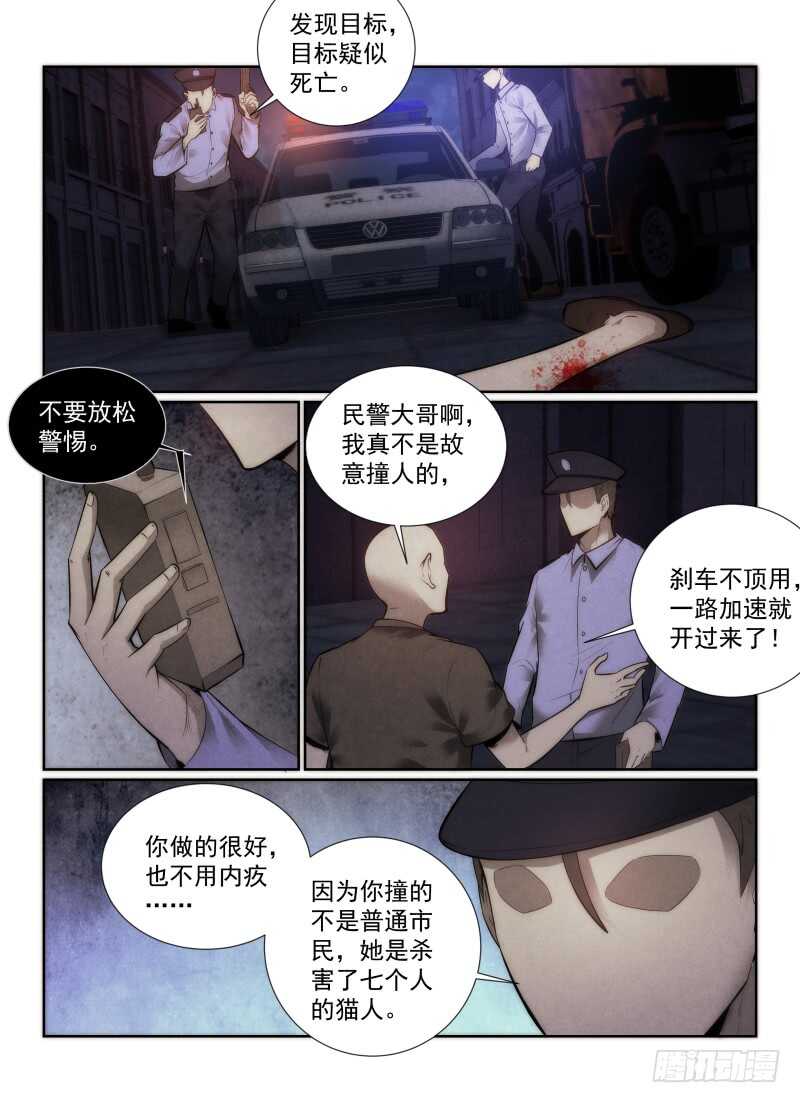 发现目标，
目标疑似
死亡。
POLICE
不要放松
警惕。
民警大哥啊，
我真不是故
意撞人的，
刹车不顶用，
一路加速就
开过来了！
你做的很好，
也不用内疚
……
因为你撞的
不是普通市
民，她是杀
害了七个人
的猫人。
腾讯动漫